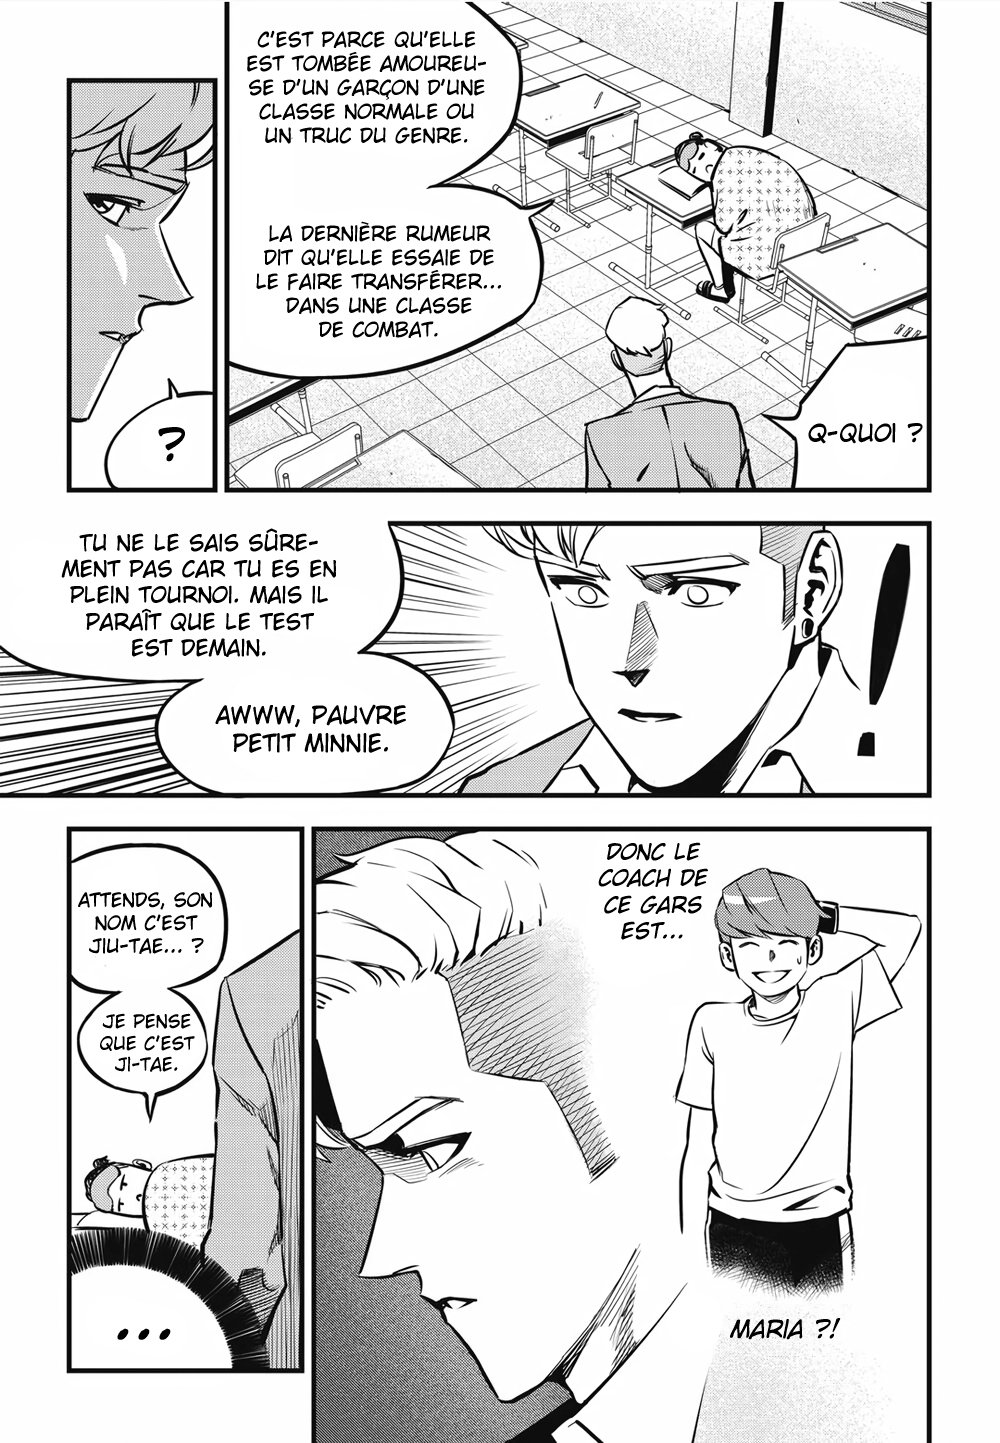 C'EST PARCE QU'ELLE
EST TOMBÉE AMOUREU-
SE D'UN GARÇON D'UNE
CLASSE NORMALE OU
UN TRUC DU GENRE.
LA DERNIÈRE RUMEUR
DIT QU'ELLE ESSAIE DE
LE FAIRE TRANSFÉRER...
DANS UNE CLASSE
DE COMBAT.
?
Q-QUOI ?
TU NE LE SAIS SÛRE-
MENT PAS CAR TU ES EN
PLEIN TOURNOI. MAIS IL
PARAÎT QUE LE TEST
EST DEMAIN.
AWWW, PAUVRE
PETIT MINNIE.
!
ATTENDS, SON
NOM C'EST
JIU-TAE... ?
JE PENSE
QUE C'EST
JI-TAE.
...
DONC LE
COACH DE
CE GARS
EST...
MARIA ?!